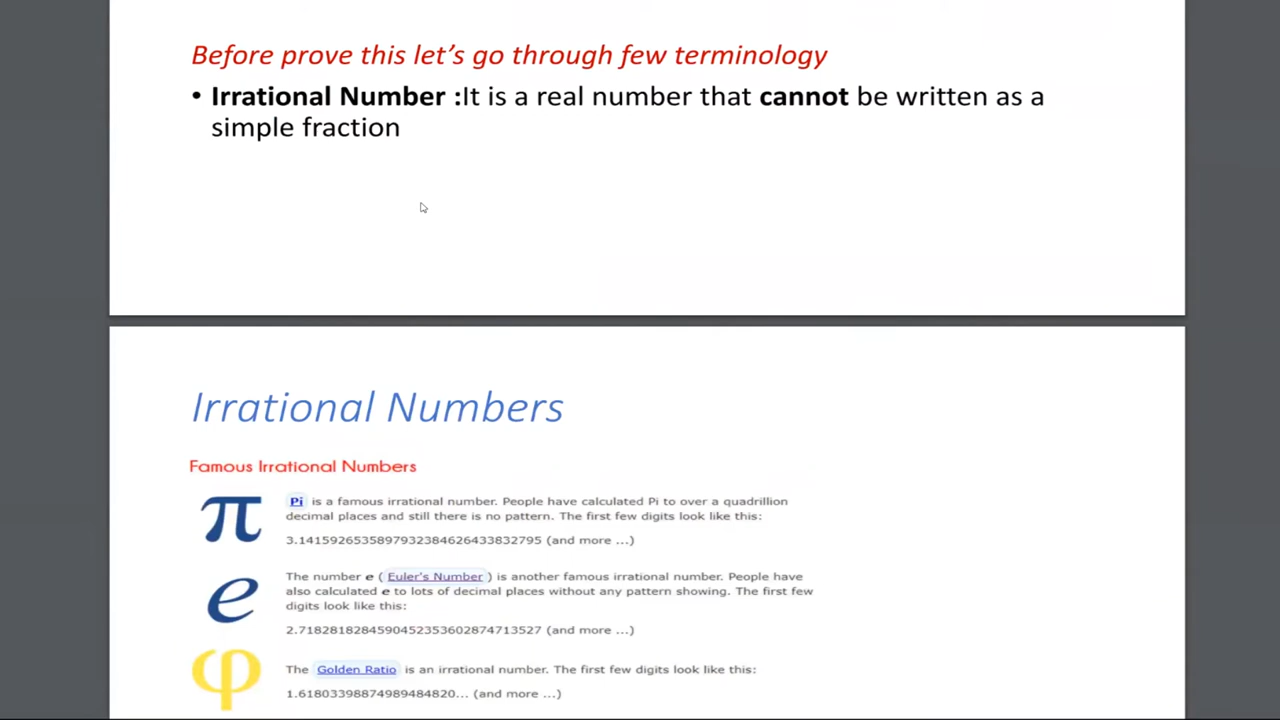 Before prove this let's go through few terminology
• Irrational Number :It is a real number that cannot be written as a
simple fraction
Irrational Numbers
Famous Irrational Numbers
π
Pi is a famous irrational number. People have calculated Pi to over a quadrillion
decimal places and still there is no pattern. The first few digits look like this:
3.1415926535897932384626433832795 (and more ...)
e
The number e ( Euler's Number ) is another famous irrational number. People have
also calculated e to lots of decimal places without any pattern showing. The first few
digits look like this:
2.7182818284590452353602874713527 (and more ...)
φ
The Golden Ratio is an irrational number. The first few digits look like this:
1.61803398874989484820... (and more ...)